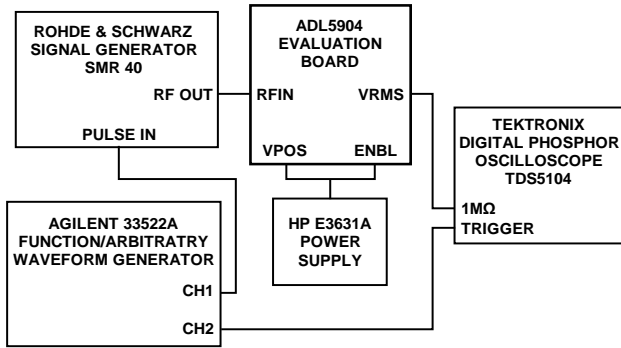 ROHDE & SCHWARZ
SIGNAL GENERATOR
SMR 40
RF OUT
PULSE IN
ADL5904
EVALUATION
BOARD
RFIN
VRMS
VPOS
ENBL
TEKTRONIX
DIGITAL PHOSPHOR
OSCILLOSCOPE
TDS5104
1MΩ
TRIGGER
AGILENT 33522A
FUNCTION/ARBITRATRY
WAVEFORM GENERATOR
CH1
CH2
HP E3631A
POWER
SUPPLY